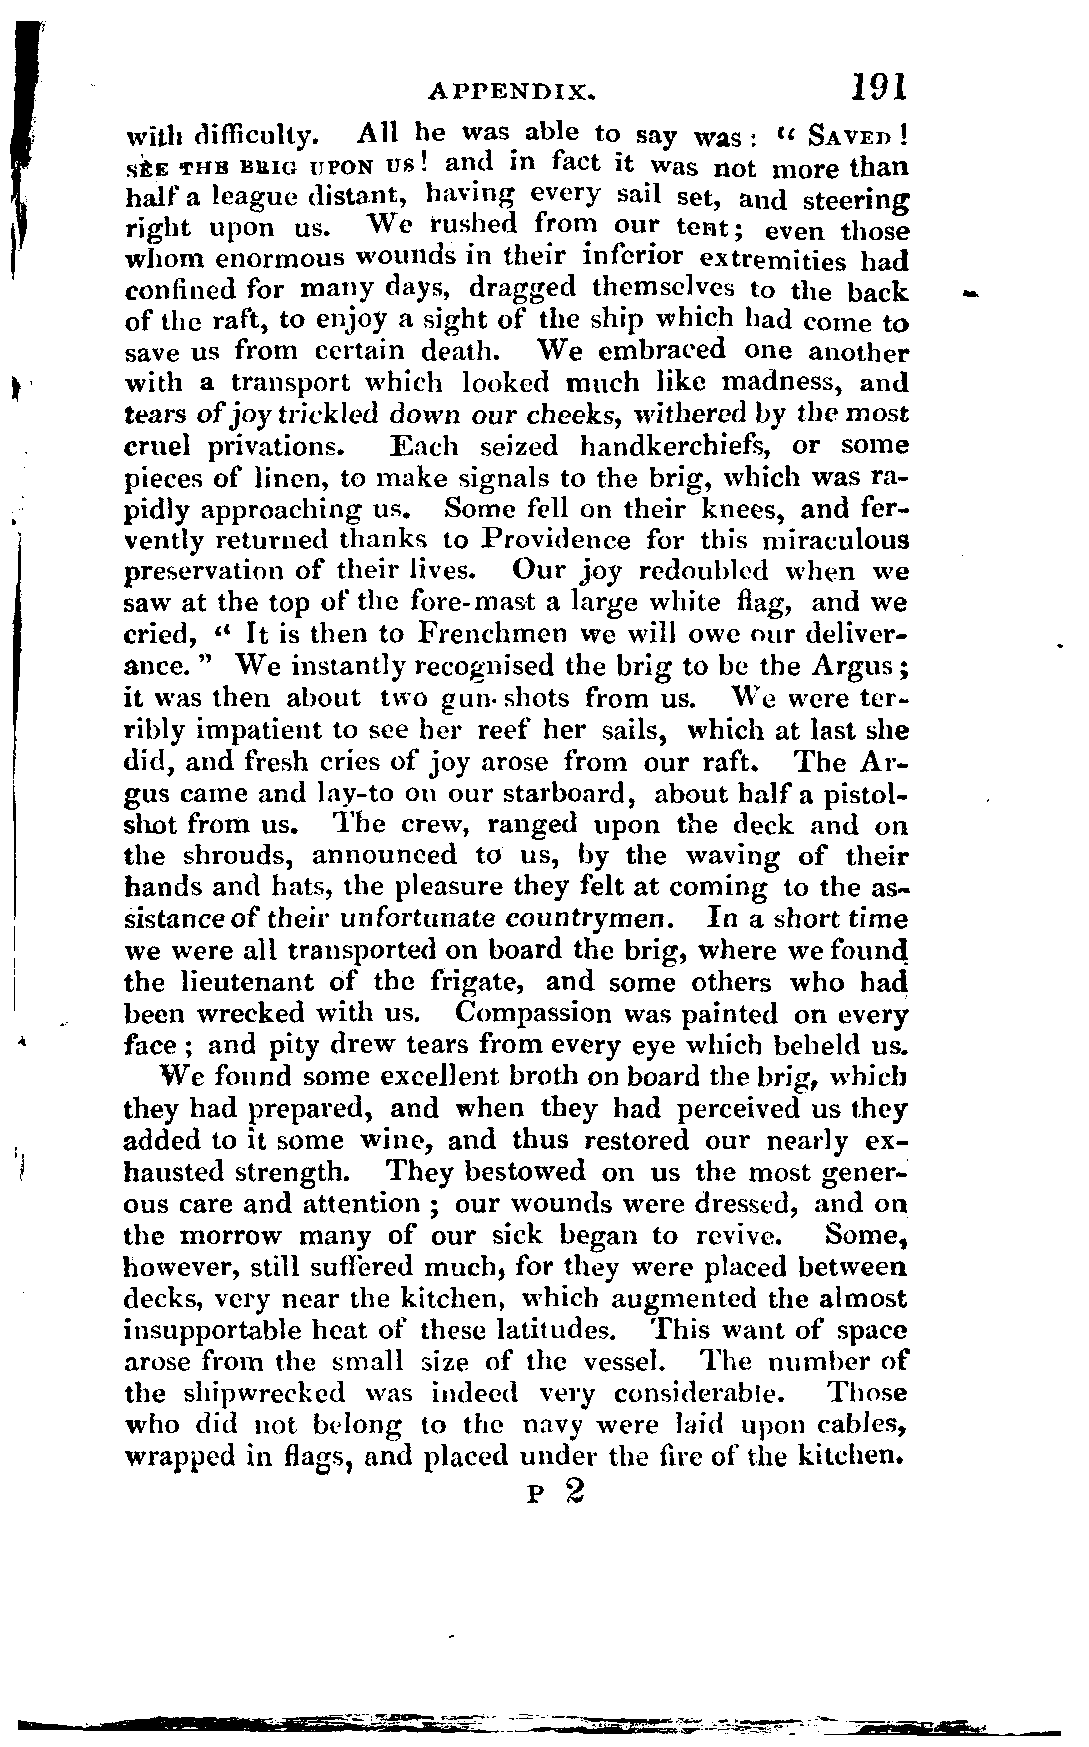 APPENDIX. 191
with difficulty. All he was able to say was: “ SAVED!
SEE THE BRIG UPON US! and in fact it was not more than
half a league distant, having every sail set, and steering
right upon us. We rushed from our tent; even those
whom enormous wounds in their inferior extremities had
confined for many days, dragged themselves to the back
of the raft, to enjoy a sight of the ship which had come to
save us from certain death. We embraced one another
with a transport which looked much like madness, and
tears of joy trickled down our cheeks, withered by the most
cruel privations. Each seized handkerchiefs, or some
pieces of linen, to make signals to the brig, which was ra-
pidly approaching us. Some fell on their knees, and fer-
vently returned thanks to Providence for this miraculous
preservation of their lives. Our joy redoubled when we
saw at the top of the fore-mast a large white flag, and we
cried, “ It is then to Frenchmen we will owe our deliver-
ance. ” We instantly recognised the brig to be the Argus;
it was then about two gun-shots from us. We were ter-
ribly impatient to see her reef her sails, which at last she
did, and fresh cries of joy arose from our raft. The Ar-
gus came and lay-to on our starboard, about half a pistol-
shot from us. The crew, ranged upon the deck and on
the shrouds, announced to us, by the waving of their
hands and hats, the pleasure they felt at coming to the as-
sistance of their unfortunate countrymen. In a short time
we were all transported on board the brig, where we found
the lieutenant of the frigate, and some others who had
been wrecked with us. Compassion was painted on every
face; and pity drew tears from every eye which beheld us.
We found some excellent broth on board the brig, which
they had prepared, and when they had perceived us they
added to it some wine, and thus restored our nearly ex-
hausted strength. They bestowed on us the most gener-
ous care and attention; our wounds were dressed, and on
the morrow many of our sick began to revive. Some,
however, still suffered much, for they were placed between
decks, very near the kitchen, which augmented the almost
insupportable heat of these latitudes. This want of space
arose from the small size of the vessel. The number of
the shipwrecked was indeed very considerable. Those
who did not belong to the navy were laid upon cables,
wrapped in flags, and placed under the fire of the kitchen.
P 2